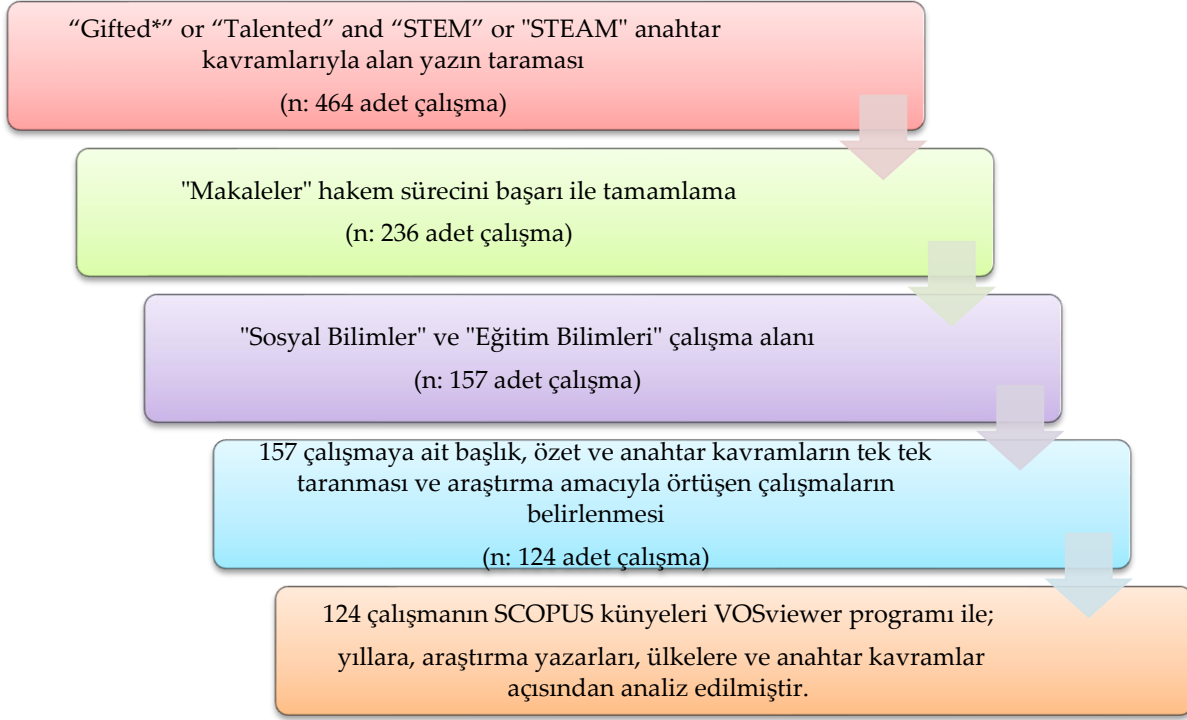 “Gifted*” or “Talented” and “STEM” or "STEAM" anahtar
kavramlarıyla alan yazın taraması
(n: 464 adet çalışma)
"Makaleler" hakem sürecini başarı ile tamamlama
(n: 236 adet çalışma)
"Sosyal Bilimler" ve "Eğitim Bilimleri" çalışma alanı
(n: 157 adet çalışma)
157 çalışmaya ait başlık, özet ve anahtar kavramların tek tek
taranması ve araştırma amacıyla örtüşen çalışmaların
belirlenmesi
(n: 124 adet çalışma)
124 çalışmanın SCOPUS künyeleri VOSviewer programı ile;
yıllara, araştırma yazarları, ülkelere ve anahtar kavramlar
açısından analiz edilmiştir.